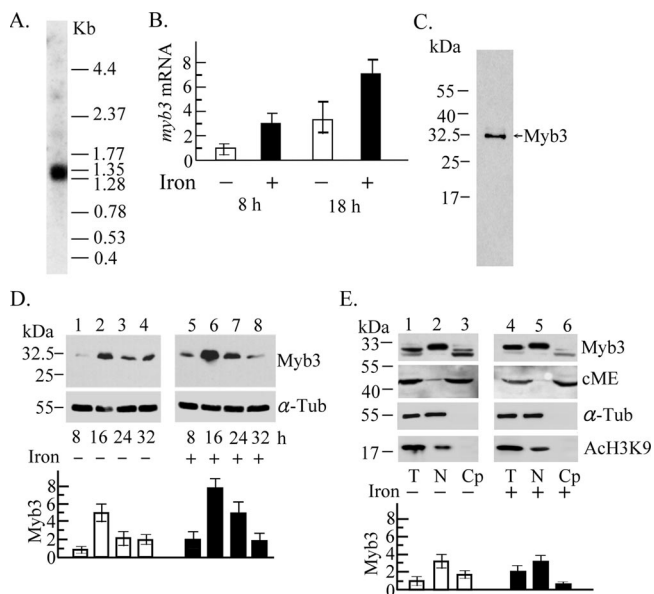 A.
Kb
4.4
2.37
1.77
1.35
1.28
0.78
0.53
0.4
B.
myb3 mRNA
8
6
4
2
0
Iron − + − +
8 h 18 h
C.
kDa
55
40
32.5
25
17
Myb3
D.
1 2 3 4 5 6 7 8
kDa
32.5
25
Myb3
55
α-Tub
8 16 24 32 8 16 24 32 h
Iron − − − − + + + +
Myb3
8
6
4
2
0
E.
1 2 3 4 5 6
kDa
33
Myb3
55
40
cME
55
α-Tub
17
AcH3K9
T N Cp T N Cp
Iron − − − + + +
Myb3
8
6
4
2
0